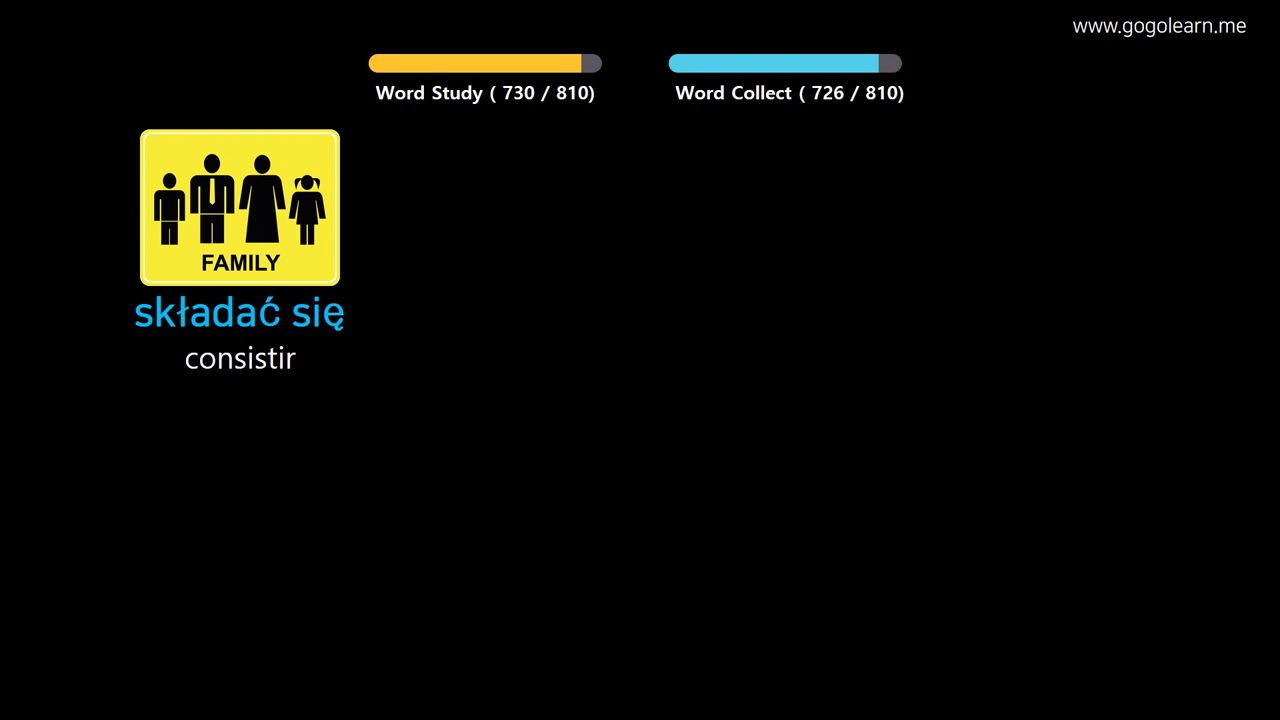 www.gogolearn.me
Word Study ( 730 / 810)
Word Collect ( 726 / 810)
FAMILY
składać się
consistir